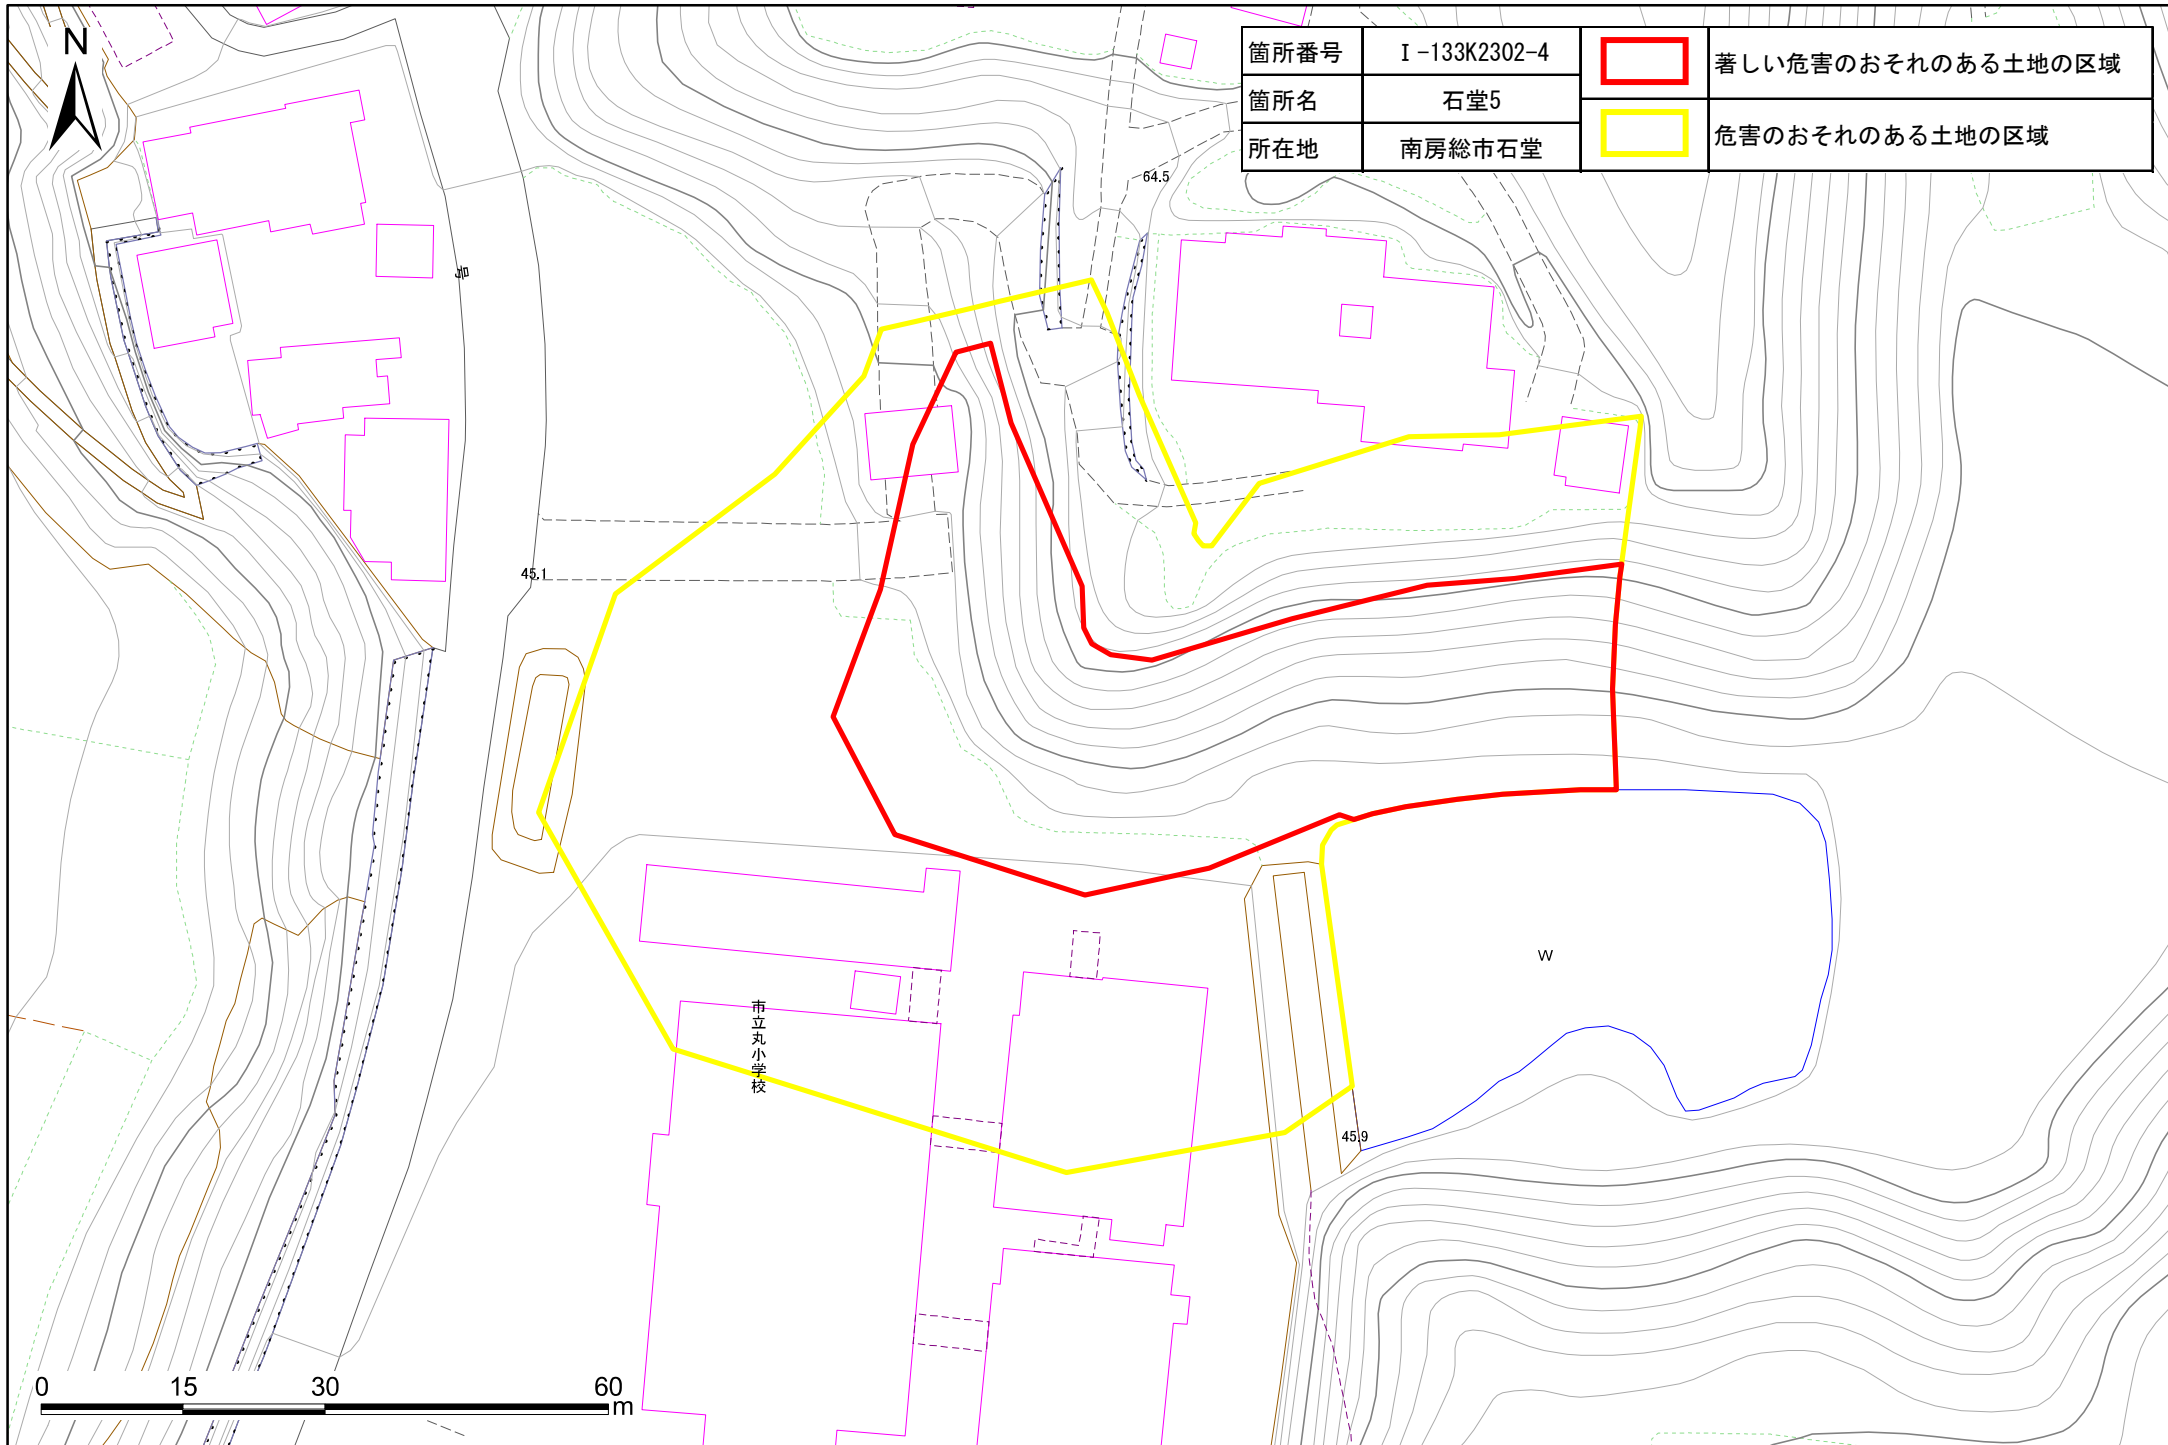 N
箇所番号 Ⅰ-133K2302-4
箇所名 石堂5
所在地 南房総市石堂
著しい危害のおそれのある土地の区域
危害のおそれのある土地の区域
64.5
号
45.1
市立丸小学校
W
45.9
0 15 30 60
m